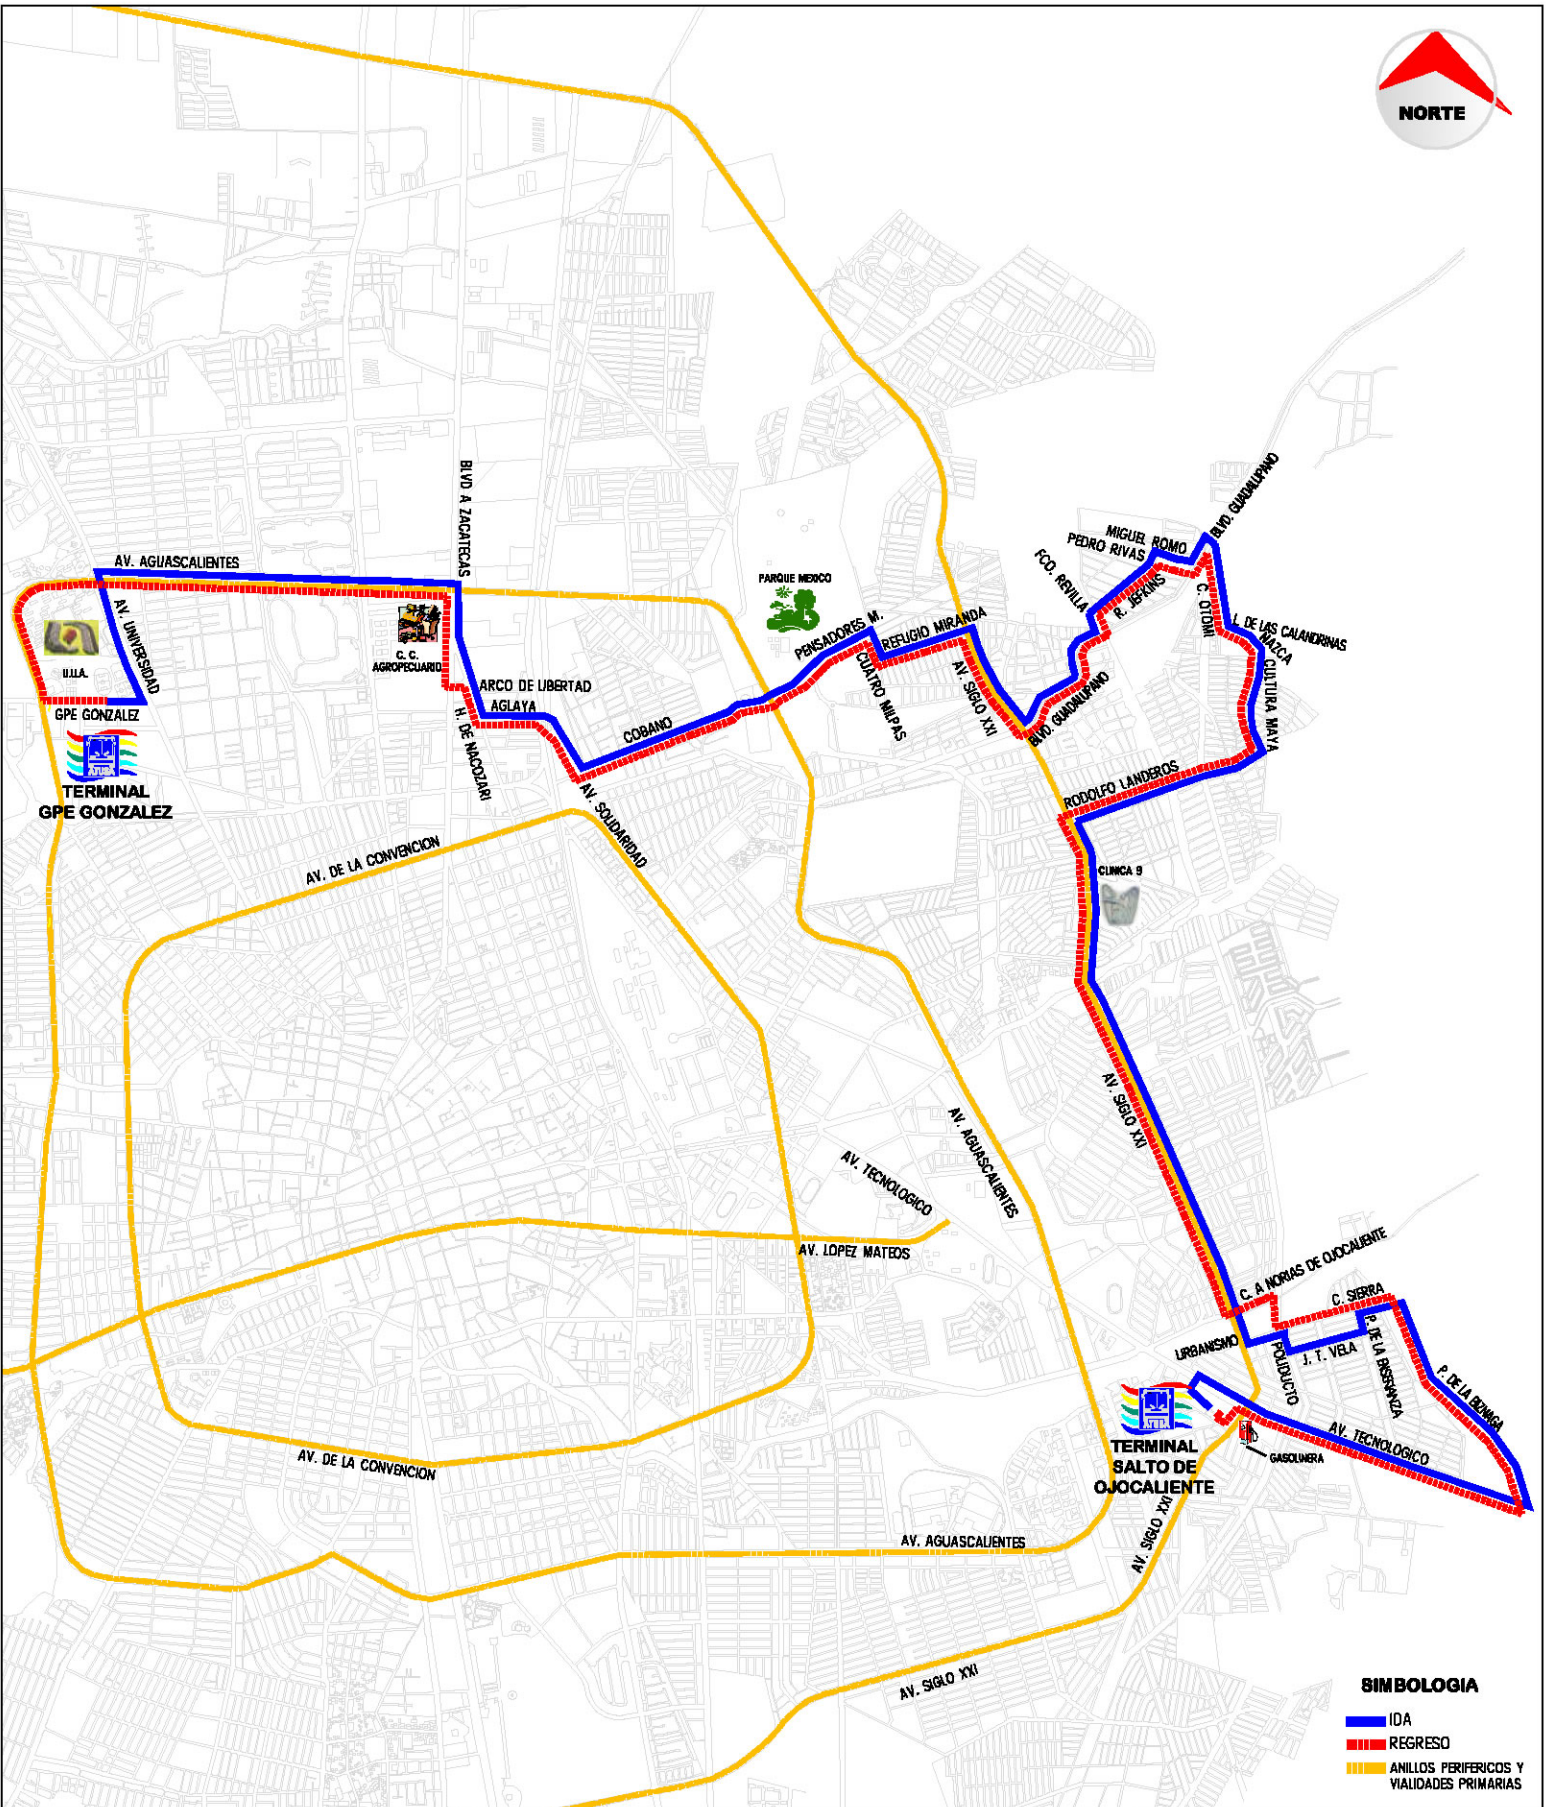 NORTE
BLVD A ZACATECAS
BLVD. GUADALUPANO
MIGUEL ROMO
PEDRO RIVAS
AV. AGUASCALIENTES
FCO. REVILLA
R. JEFKINS
C. OTOMI
PARQUE MEXICO
AV. UNIVERSIDAD
PENSADORES M.
REFUGIO MIRANDA
L DE LAS CALANDRINAS
NAZCA
CULTURA MAYA
U.U.A.
C. C.
AGROPECUARIO
ARCO DE LIBERTAD
AGLAYA
CUATRO MILPAS
AV. SIGLO XXI
BLVD. GUADALUPANO
GPE GONZALEZ
H. DE NACOZARI
COBANO
TERMINAL
GPE GONZALEZ
AV. SOLIDARIDAD
RODOLFO LANDEROS
AV. DE LA CONVENCION
CLINICA 9
AV. SIGLO XXI
AV. AGUASCALIENTES
AV. TECNOLOGICO
AV. LOPEZ MATEOS
C. A NORIAS DE OJOCALIENTE
C. SIERRA
URBANISMO
POLIDUCTO
J. T. VELA
P. DE LA ENSEÑANZA
P. DE LA BIZNAGA
AV. TECNOLOGICO
GASOLINERA
TERMINAL
SALTO DE
OJOCALIENTE
AV. DE LA CONVENCION
AV. SIGLO XXI
AV. AGUASCALIENTES
AV. SIGLO XXI
SIMBOLOGIA
IDA
REGRESO
ANILLOS PERIFERICOS Y
VIALIDADES PRIMARIAS